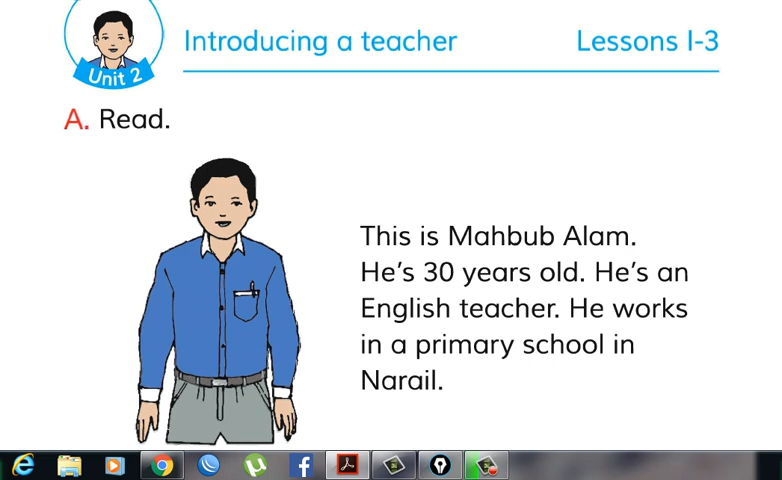 Introducing a teacher Lessons 1-3
Unit 2
A. Read.
This is Mahbub Alam.
He's 30 years old. He's an
English teacher. He works
in a primary school in
Narail.